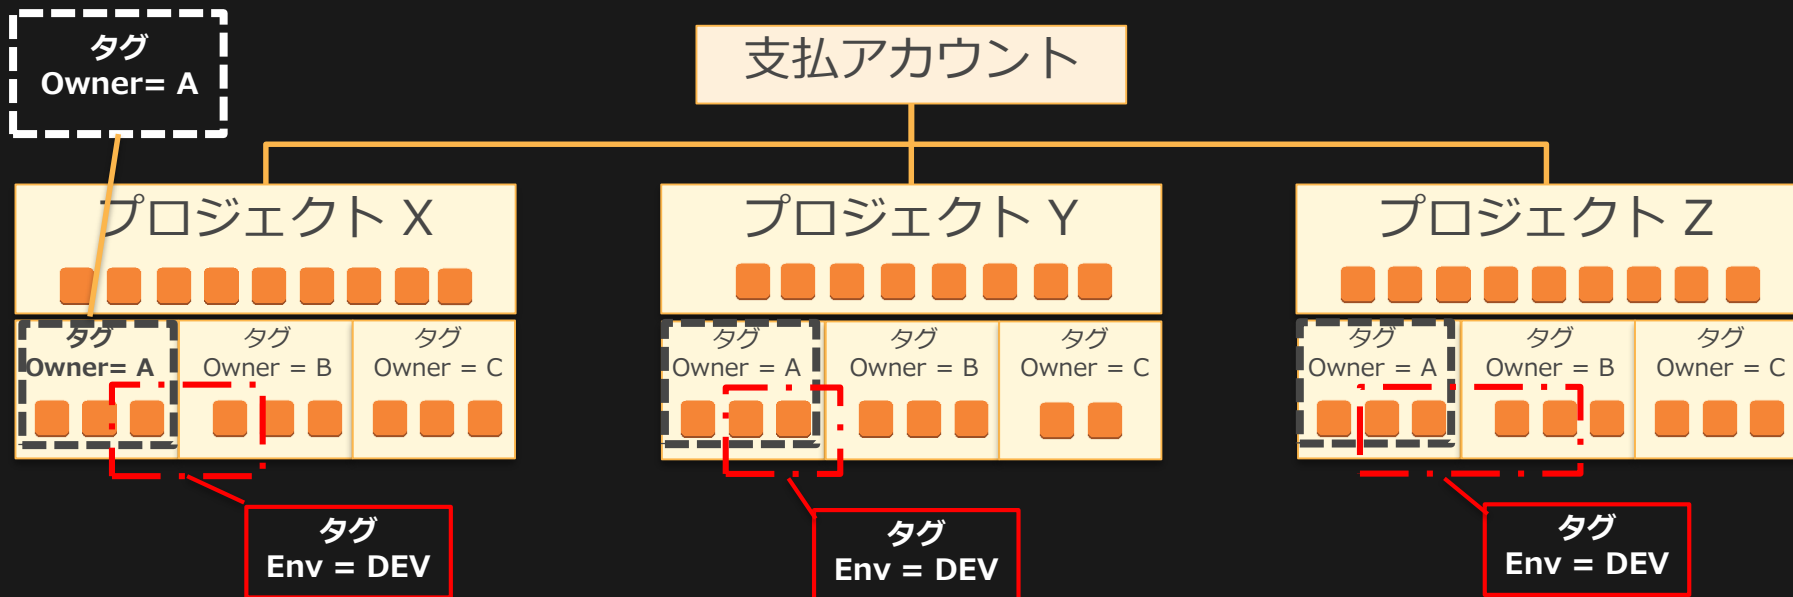 タグ
Owner= A
支払アカウント
プロジェクト X
プロジェクト Y
プロジェクト Z
タグ
Owner= A
タグ
Owner = B
タグ
Owner = C
タグ
Owner = A
タグ
Owner = B
タグ
Owner = C
タグ
Owner = A
タグ
Owner = B
タグ
Owner = C
タグ
Env = DEV
タグ
Env = DEV
タグ
Env = DEV